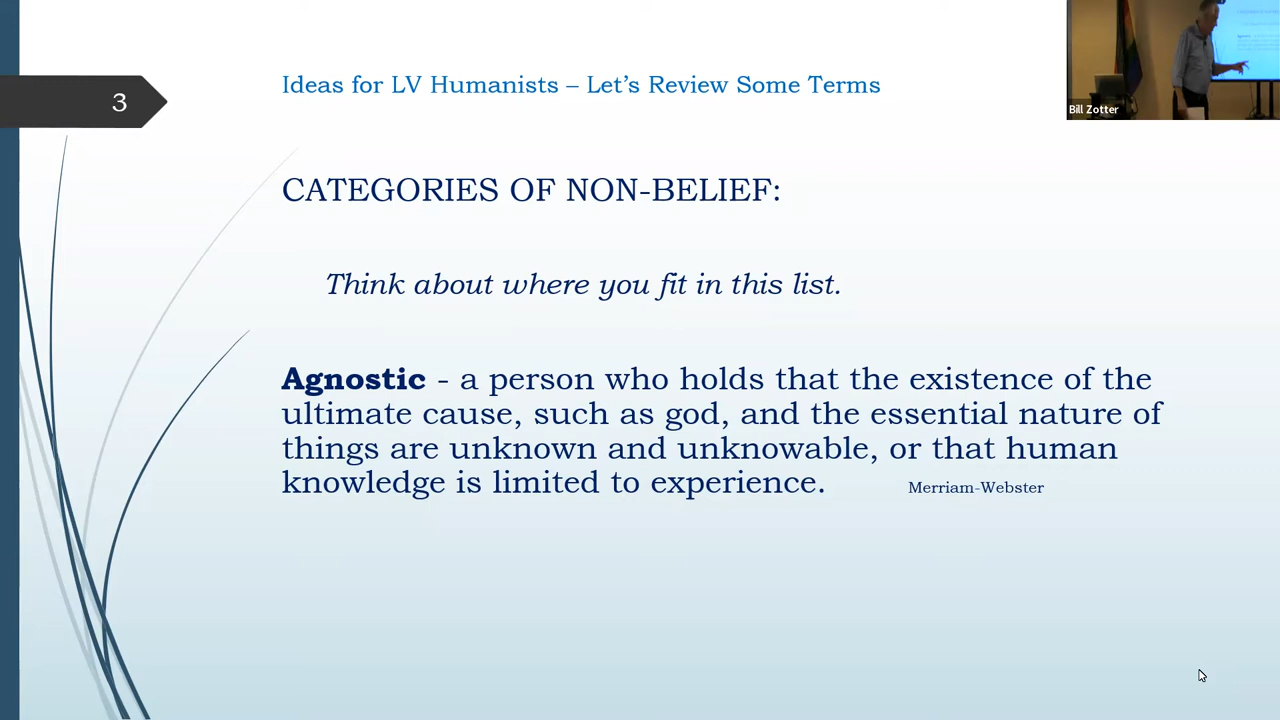 3
Ideas for LV Humanists – Let's Review Some Terms
Bill Zotter
CATEGORIES OF NON-BELIEF:
Think about where you fit in this list.
Agnostic - a person who holds that the existence of the
ultimate cause, such as god, and the essential nature of
things are unknown and unknowable, or that human
knowledge is limited to experience. Merriam-Webster